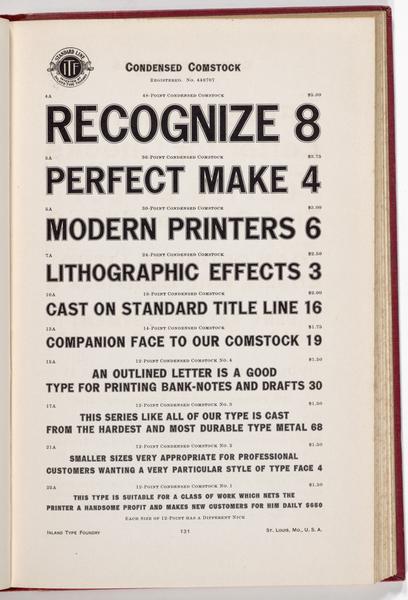 STANDARD LINE
ITF
CONDENSED COMSTOCK
REGISTERED. No. 446707
4A 48-POINT CONDENSED COMSTOCK $5.00
RECOGNIZE 8
5A 36-POINT CONDENSED COMSTOCK $3.75
PERFECT MAKE 4
6A 30-POINT CONDENSED COMSTOCK $3.00
MODERN PRINTERS 6
7A 24-POINT CONDENSED COMSTOCK $2.50
LITHOGRAPHIC EFFECTS 3
10A 18-POINT CONDENSED COMSTOCK $2.00
CAST ON STANDARD TITLE LINE 16
13A 14-POINT CONDENSED COMSTOCK $1.75
COMPANION FACE TO OUR COMSTOCK 19
15A 12-POINT CONDENSED COMSTOCK No. 4 $1.50
AN OUTLINED LETTER IS A GOOD
TYPE FOR PRINTING BANK-NOTES AND DRAFTS 30
17A 12-POINT CONDENSED COMSTOCK No. 3 $1.50
THIS SERIES LIKE ALL OF OUR TYPE IS CAST
FROM THE HARDEST AND MOST DURABLE TYPE METAL 68
21A 12-POINT CONDENSED COMSTOCK No. 2 $1.50
SMALLER SIZES VERY APPROPRIATE FOR PROFESSIONAL
CUSTOMERS WANTING A VERY PARTICULAR STYLE OF TYPE FACE 4
22A 12-POINT CONDENSED COMSTOCK No. 1 $1.50
THIS TYPE IS SUITABLE FOR A CLASS OF WORK WHICH NETS THE
PRINTER A HANDSOME PROFIT AND MAKES NEW CUSTOMERS FOR HIM DAILY $660
EACH SIZE OF 12-POINT HAS A DIFFERENT NICK
INLAND TYPE FOUNDRY 131 ST. LOUIS, MO., U. S. A.